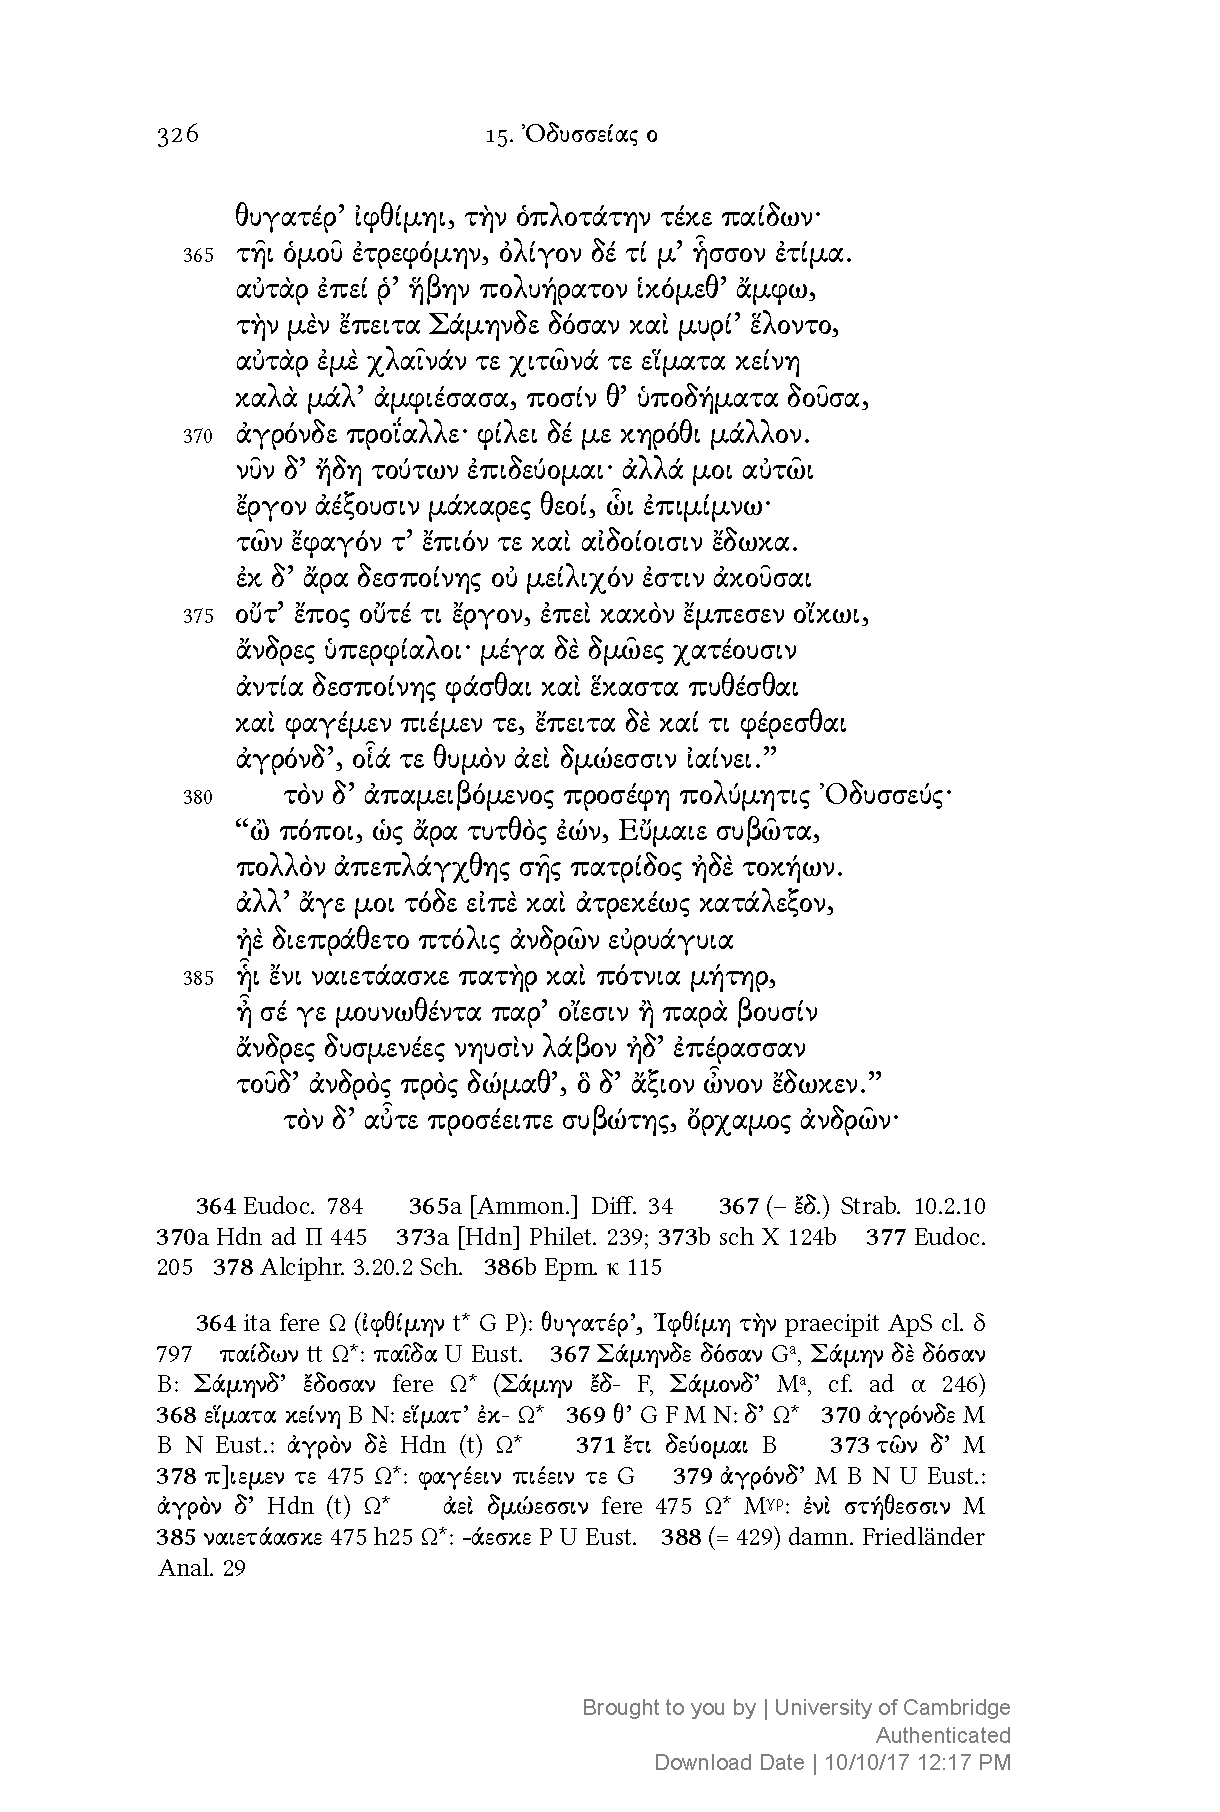 326 15. Ὀδυσσείας ο
θυγατέρ’ ἰφθίμηι, τὴν ὁπλοτάτην τέκε παίδων·
365 τῆι ὁμοῦ ἐτρεφόμην, ὀλίγον δέ τί μ’ ἧσσον ἐτίμα.
αὐτὰρ ἐπεί ῥ’ ἥβην πολυήρατον ἱκόμεθ’ ἄμφω,
τὴν μὲν ἔπειτα Σάμηνδε δόσαν καὶ μυρί’ ἕλοντο,
αὐτὰρ ἐμὲ χλαῖνάν τε χιτῶνά τε εἵματα κείνη
καλὰ μάλ’ ἀμφιέσασα, ποσίν θ’ ὑποδήματα δοῦσα,
370 ἀγρόνδε προΐαλλε· φίλει δέ με κηρόθι μάλλον.
νῦν δ’ ἤδη τούτων ἐπιδεύομαι· ἀλλά μοι αὐτῶι
ἔργον ἀέξουσιν μάκαρες θεοί, ὧι ἐπιμίμνω·
τῶν ἔφαγόν τ’ ἔπιόν τε καὶ αἰδοίοισιν ἔδωκα.
ἐκ δ’ ἄρα δεσποίνης οὐ μείλιχόν ἐστιν ἀκοῦσαι
375 οὔτ’ ἔπος οὔτέ τι ἔργον, ἐπεὶ κακὸν ἔμπεσεν οἴκωι,
ἄνδρες ὑπερφίαλοι· μέγα δὲ δμῶες χατέουσιν
ἀντία δεσποίνης φάσθαι καὶ ἕκαστα πυθέσθαι
καὶ φαγέμεν πιέμεν τε, ἔπειτα δὲ καί τι φέρεσθαι
ἀγρόνδ’, οἷά τε θυμὸν ἀεὶ δμώεσσιν ἰαίνει.”
380 τὸν δ’ ἀπαμειβόμενος προσέφη πολύμητις Ὀδυσσεύς·
“ὢ πόποι, ὡς ἄρα τυτθὸς ἐών, Εὔμαιε συβῶτα,
πολλὸν ἀπεπλάγχθης σῆς πατρίδος ἠδὲ τοκήων.
ἀλλ’ ἄγε μοι τόδε εἰπὲ καὶ ἀτρεκέως κατάλεξον,
ἠὲ διεπράθετο πτόλις ἀνδρῶν εὐρυάγυια
385 ἧι ἔνι ναιετάασκε πατὴρ καὶ πότνια μήτηρ,
ἦ σέ γε μουνωθέντα παρ’ οἴεσιν ἢ παρὰ βουσίν
ἄνδρες δυσμενέες νηυσὶν λάβον ἠδ’ ἐπέρασσαν
τοῦδ’ ἀνδρὸς πρὸς δώμαθ’, ὃ δ’ ἄξιον ὦνον ἔδωκεν.”
τὸν δ’ αὖτε προσέειπε συβώτης, ὄρχαμος ἀνδρῶν·
364 Eudoc. 784 365a [Ammon.] Diff. 34 367 (– ἔδ.) Strab. 10.2.10
370a Hdn ad Π 445 373a [Hdn] Philet. 239; 373b sch X 124b 377 Eudoc.
205 378 Alciphr. 3.20.2 Sch. 386b Epm. κ 115
364 ita fere Ω (ἰφθίμην t* G P): θυγατέρ’, Ἰφθίμη τὴν praecipit ApS cl. δ
797 παίδων tt Ω*: παῖδα U Eust. 367 Σάμηνδε δόσαν Gᵃ, Σάμην δὲ δόσαν
B: Σάμηνδ’ ἔδοσαν fere Ω* (Σάμην ἔδ- F, Σάμονδ’ Mᵃ, cf. ad α 246)
368 εἵματα κείνη B N: εἵματ’ ἐκ- Ω* 369 θ’ G F M N: δ’ Ω* 370 ἀγρόνδε M
B N Eust.: ἀγρὸν δὲ Hdn (t) Ω* 371 ἔτι δεύομαι B 373 τῶν δ’ M
378 π]ιεμεν τε 475 Ω*: φαγέειν πιέειν τε G 379 ἀγρόνδ’ M B N U Eust.:
ἀγρὸν δ’ Hdn (t) Ω* ἀεὶ δμώεσσιν fere 475 Ω* Mᵞᵖ: ἐνὶ στήθεσσιν M
385 ναιετάασκε 475 h25 Ω*: -άεσκε P U Eust. 388 (= 429) damn. Friedländer
Anal. 29
Brought to you by | University of Cambridge
Authenticated
Download Date | 10/10/17 12:17 PM